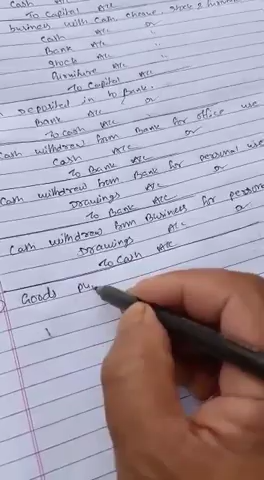 Cash A/c
To Capital A/c
business with Cash, Cheque, Stock & furniture
Cash A/c Dr
Bank A/c "
Stock A/c "
Furniture A/c "
To Capital A/c
deposited in to Bank.
Bank A/c Dr
To Cash A/c
Cash withdrew from Bank for office use
Cash A/c Dr
To Bank A/c
Cash withdrew from Bank for personal use
Drawings A/c Dr
To Bank A/c
Cash withdrew from Business for personal
Drawings A/c Dr
To Cash A/c
Goods pu